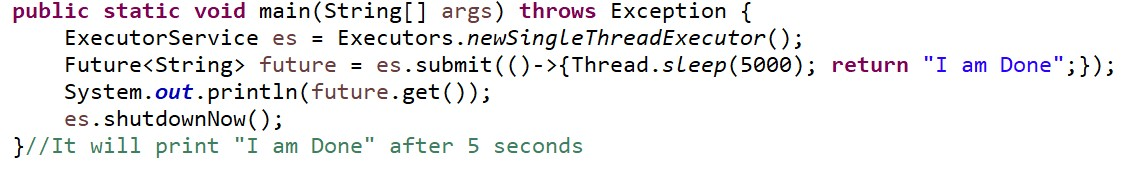 public static void main(String[] args) throws Exception {
    ExecutorService es = Executors.newSingleThreadExecutor();
    Future<String> future = es.submit(()->{Thread.sleep(5000); return "I am Done";});
    System.out.println(future.get());
    es.shutdownNow();
}//It will print "I am Done" after 5 seconds